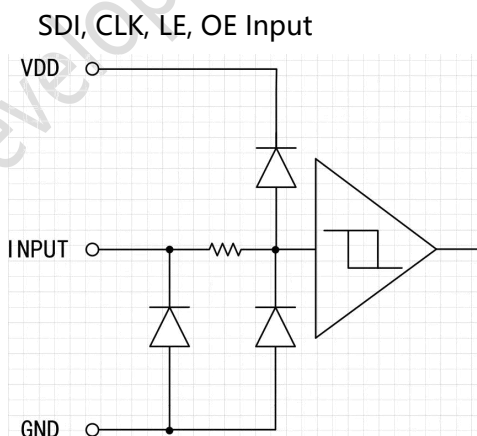 SDI, CLK, LE, OE Input
VDD
INPUT
GND